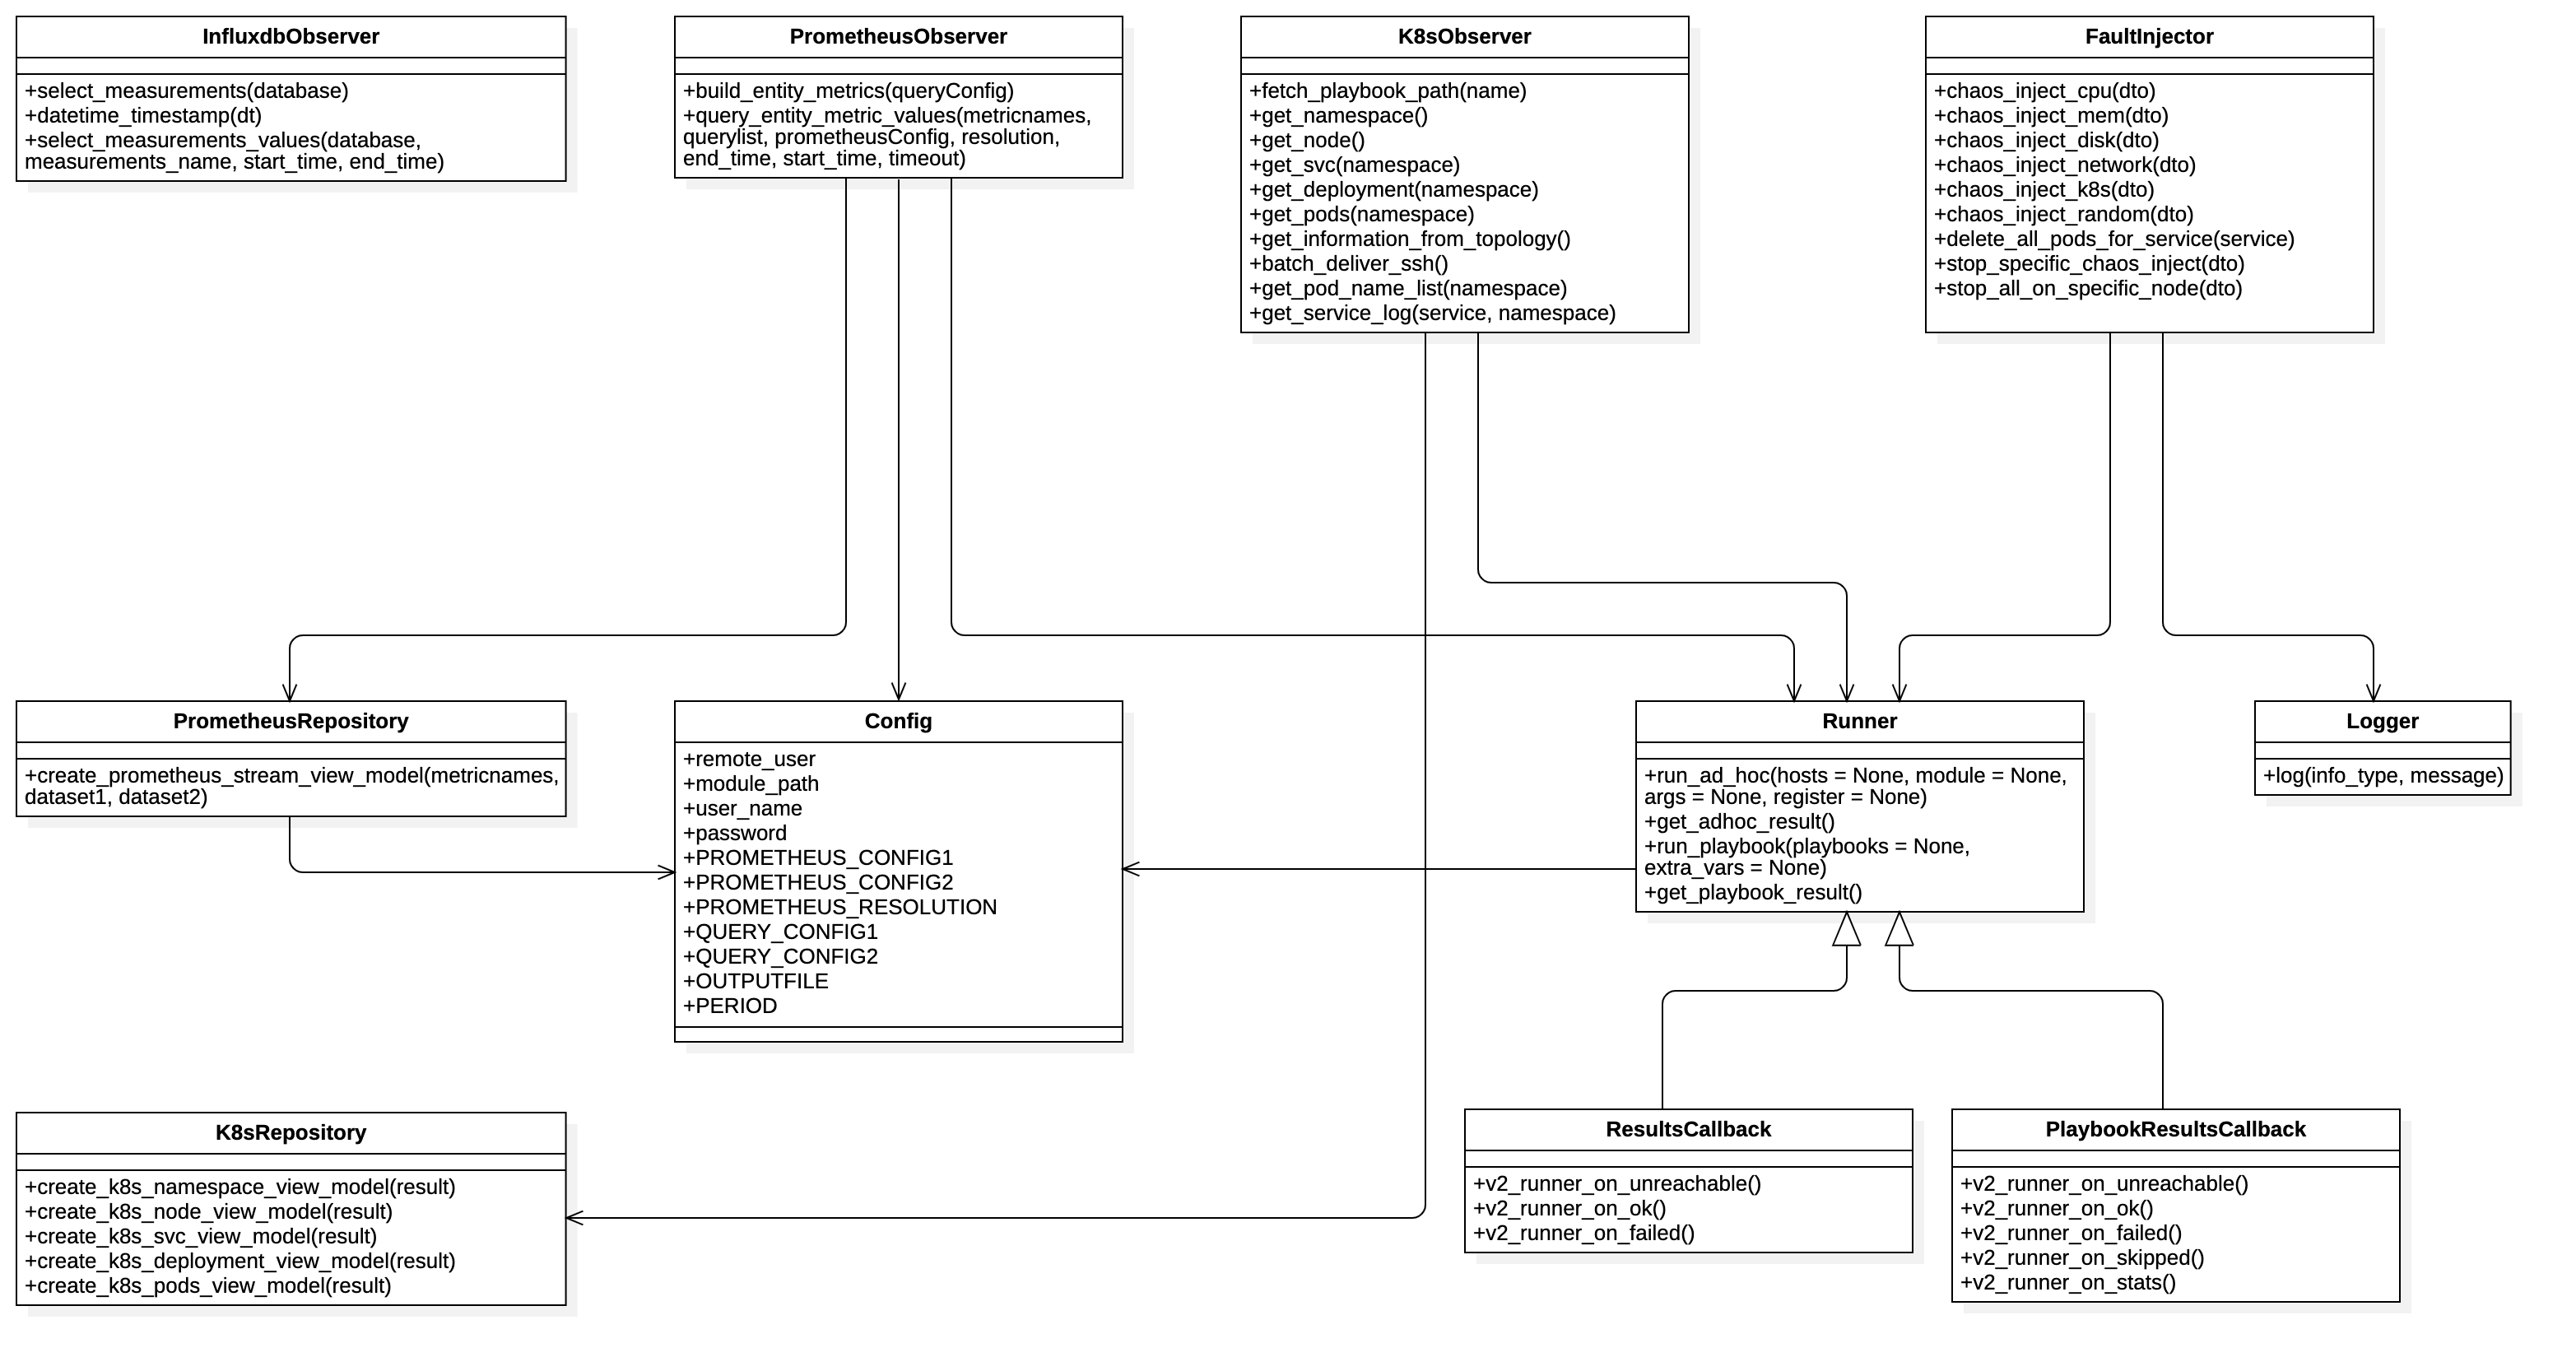 InfluxdbObserver
+select_measurements(database)
+datetime_timestamp(dt)
+select_measurements_values(database,
measurements_name, start_time, end_time)
PrometheusObserver
+build_entity_metrics(queryConfig)
+query_entity_metric_values(metricnames,
querylist, prometheusConfig, resolution,
end_time, start_time, timeout)
K8sObserver
+fetch_playbook_path(name)
+get_namespace()
+get_node()
+get_svc(namespace)
+get_deployment(namespace)
+get_pods(namespace)
+get_information_from_topology()
+batch_deliver_ssh()
+get_pod_name_list(namespace)
+get_service_log(service, namespace)
FaultInjector
+chaos_inject_cpu(dto)
+chaos_inject_mem(dto)
+chaos_inject_disk(dto)
+chaos_inject_network(dto)
+chaos_inject_k8s(dto)
+chaos_inject_random(dto)
+delete_all_pods_for_service(service)
+stop_specific_chaos_inject(dto)
+stop_all_on_specific_node(dto)
PrometheusRepository
+create_prometheus_stream_view_model(metricnames,
dataset1, dataset2)
Config
+remote_user
+module_path
+user_name
+password
+PROMETHEUS_CONFIG1
+PROMETHEUS_CONFIG2
+PROMETHEUS_RESOLUTION
+QUERY_CONFIG1
+QUERY_CONFIG2
+OUTPUTFILE
+PERIOD
Runner
+run_ad_hoc(hosts = None, module = None,
args = None, register = None)
+get_adhoc_result()
+run_playbook(playbooks = None,
extra_vars = None)
+get_playbook_result()
Logger
+log(info_type, message)
K8sRepository
+create_k8s_namespace_view_model(result)
+create_k8s_node_view_model(result)
+create_k8s_svc_view_model(result)
+create_k8s_deployment_view_model(result)
+create_k8s_pods_view_model(result)
ResultsCallback
+v2_runner_on_unreachable()
+v2_runner_on_ok()
+v2_runner_on_failed()
PlaybookResultsCallback
+v2_runner_on_unreachable()
+v2_runner_on_ok()
+v2_runner_on_failed()
+v2_runner_on_skipped()
+v2_runner_on_stats()